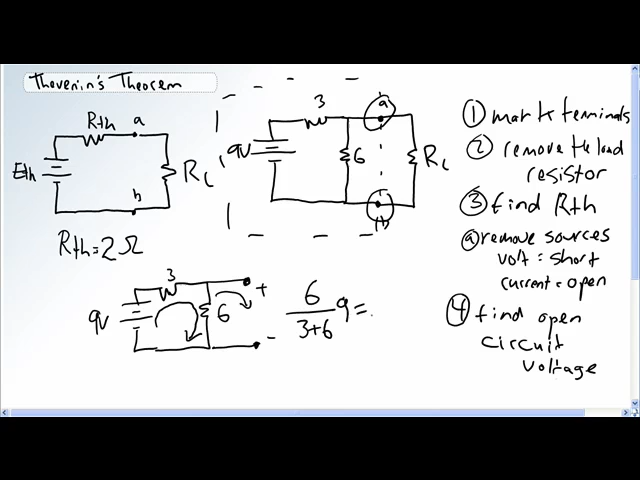 Thevenin's Theorem
Rth
a
Eth
RL
b
Rth = 2 Ω
3
a
9V
6
RL
b
3
9V
6
+
-
6
3+6
9 =
① mark terminals
② remove the load
resistor
③ find Rth
ⓐ remove sources
volt = short
current = open
④ find open
circuit
voltage